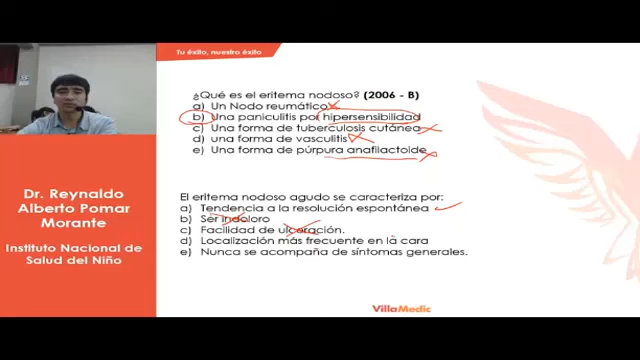 Tu éxito, nuestro éxito
¿Qué es el eritema nodoso? (2006 - B)
a) Un Nodo reumático
b) Una paniculitis por hipersensibilidad
c) Una forma de tuberculosis cutánea
d) una forma de vasculitis
e) Una forma de púrpura anafilactoide
Dr. Reynaldo
Alberto Pomar
Morante
Instituto Nacional de
Salud del Niño
El eritema nodoso agudo se caracteriza por:
a) Tendencia a la resolución espontánea
b) Ser indoloro
c) Facilidad de ulceración.
d) Localización más frecuente en la cara
e) Nunca se acompaña de síntomas generales.
VillaMedic